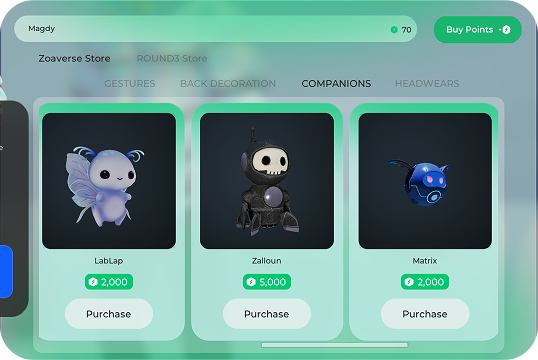 Magdy
70
Buy Points
Zoaverse Store
ROUND3 Store
GESTURES
BACK DECORATION
COMPANIONS
HEADWEARS
LabLap
Zalloun
Matrix
2,000
5,000
2,000
Purchase
Purchase
Purchase